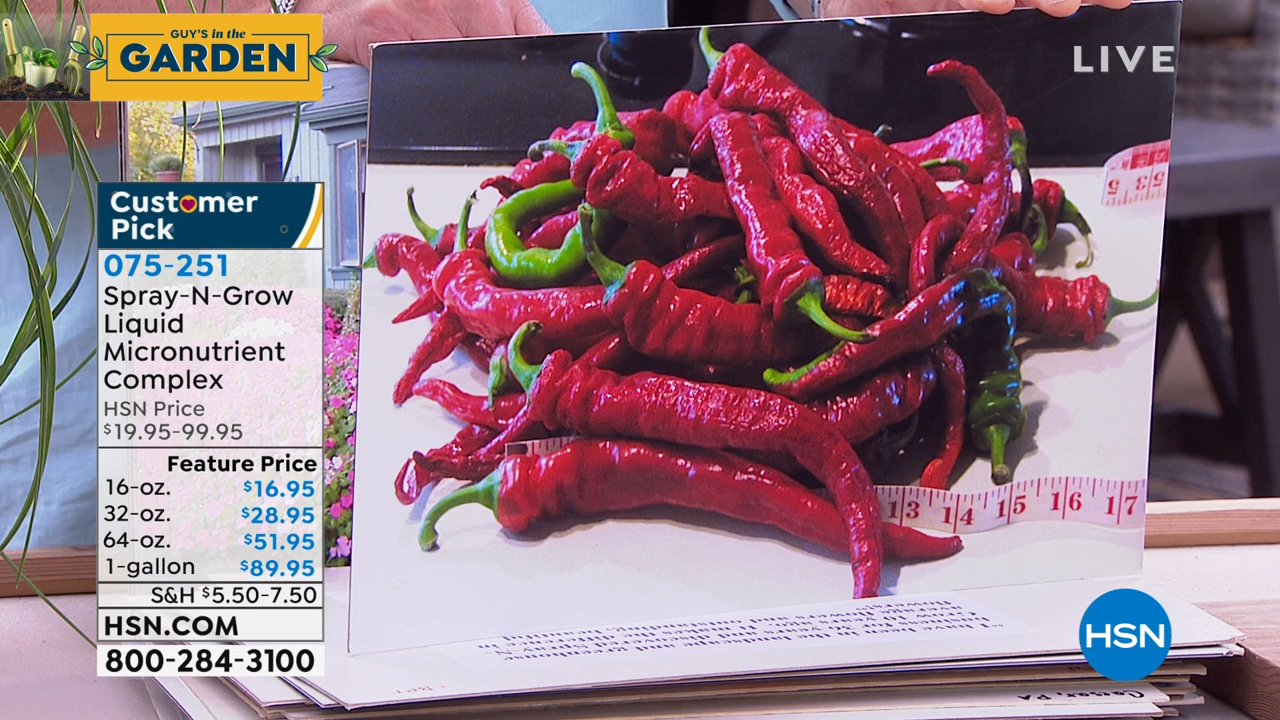 GUY'S in the
GARDEN
LIVE
Customer
Pick
075-251
Spray-N-Grow
Liquid
Micronutrient
Complex
HSN Price
$19.95-99.95
Feature Price
16-oz. $16.95
32-oz. $28.95
64-oz. $51.95
1-gallon $89.95
S&H $5.50-7.50
HSN.COM
800-284-3100
13 14 15 16 17
HSN